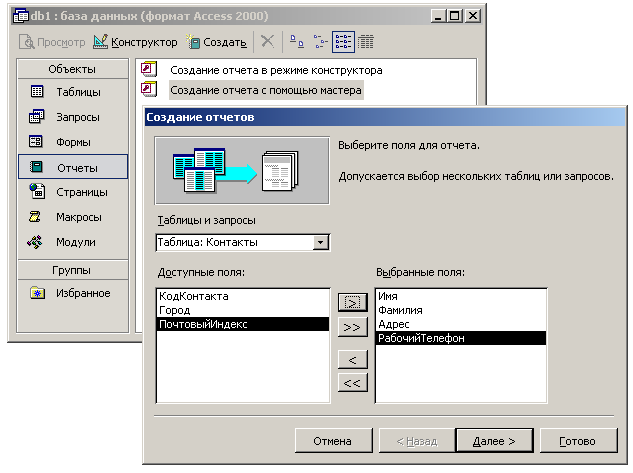 db1 : база данных (формат Access 2000)
Просмотр Конструктор Создать
Объекты
Таблицы
Запросы
Формы
Отчеты
Страницы
Макросы
Модули
Группы
Избранное
Создание отчета в режиме конструктора
Создание отчета с помощью мастера
Создание отчетов
Выберите поля для отчета.
Допускается выбор нескольких таблиц или запросов.
Таблицы и запросы
Таблица: Контакты
Доступные поля:
КодКонтакта
Город
ПочтовыйИндекс
>
>>
<
<<
Выбранные поля:
Имя
Фамилия
Адрес
РабочийТелефон
Отмена < Назад Далее > Готово